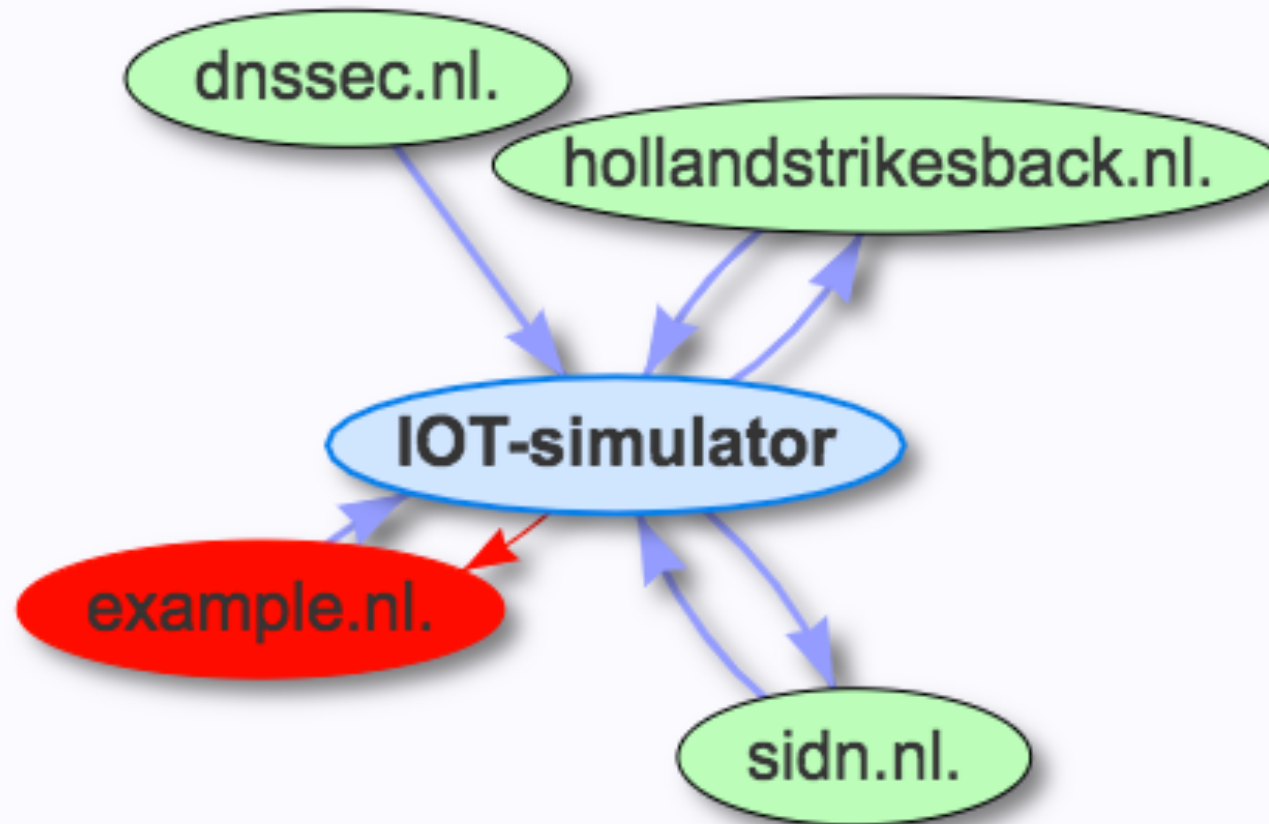 dnssec.nl.
hollandstrikesback.nl.
IOT-simulator
example.nl.
sidn.nl.